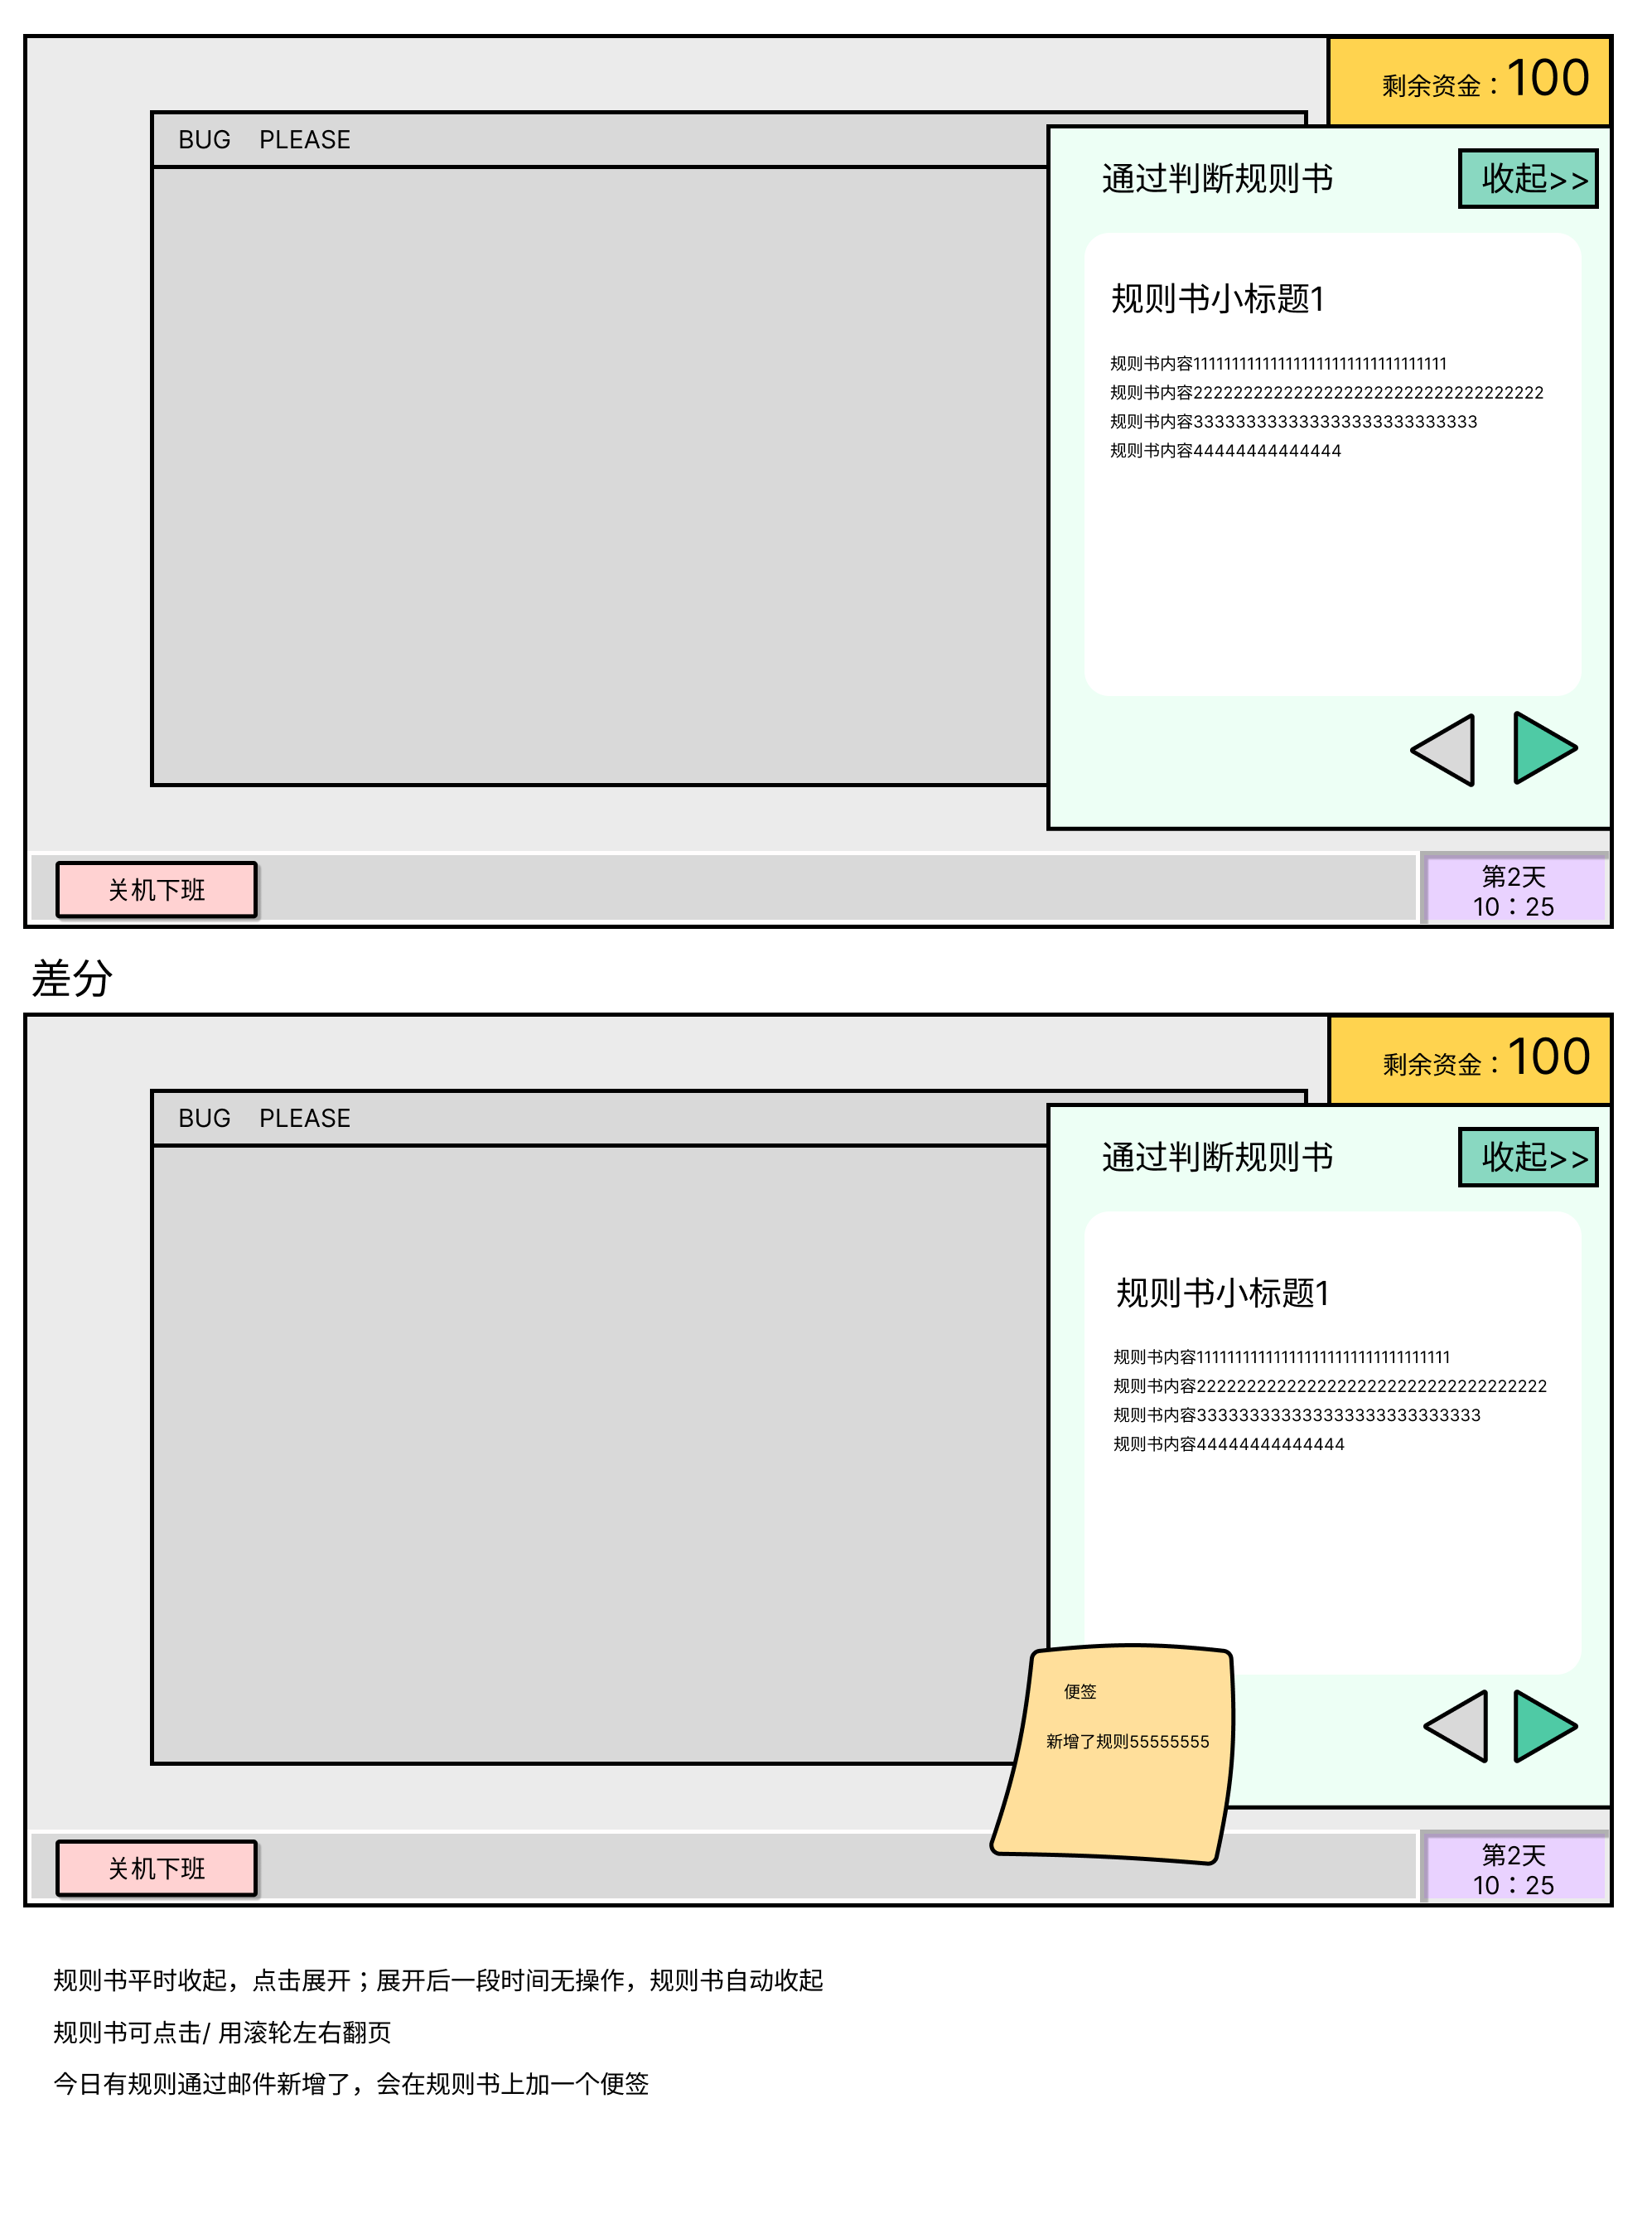 剩余资金：100
BUG PLEASE
通过判断规则书
收起>>
规则书小标题1
规则书内容111111111111111111111111111111111
规则书内容22222222222222222222222222222222222
规则书内容333333333333333333333333333
规则书内容44444444444444
关机下班
第2天
10：25
差分
剩余资金：100
BUG PLEASE
通过判断规则书
收起>>
规则书小标题1
规则书内容111111111111111111111111111111111
规则书内容22222222222222222222222222222222222
规则书内容333333333333333333333333333
规则书内容44444444444444
便签
新增了规则55555555
关机下班
第2天
10：25
规则书平时收起，点击展开；展开后一段时间无操作，规则书自动收起
规则书可点击/ 用滚轮左右翻页
今日有规则通过邮件新增了，会在规则书上加一个便签